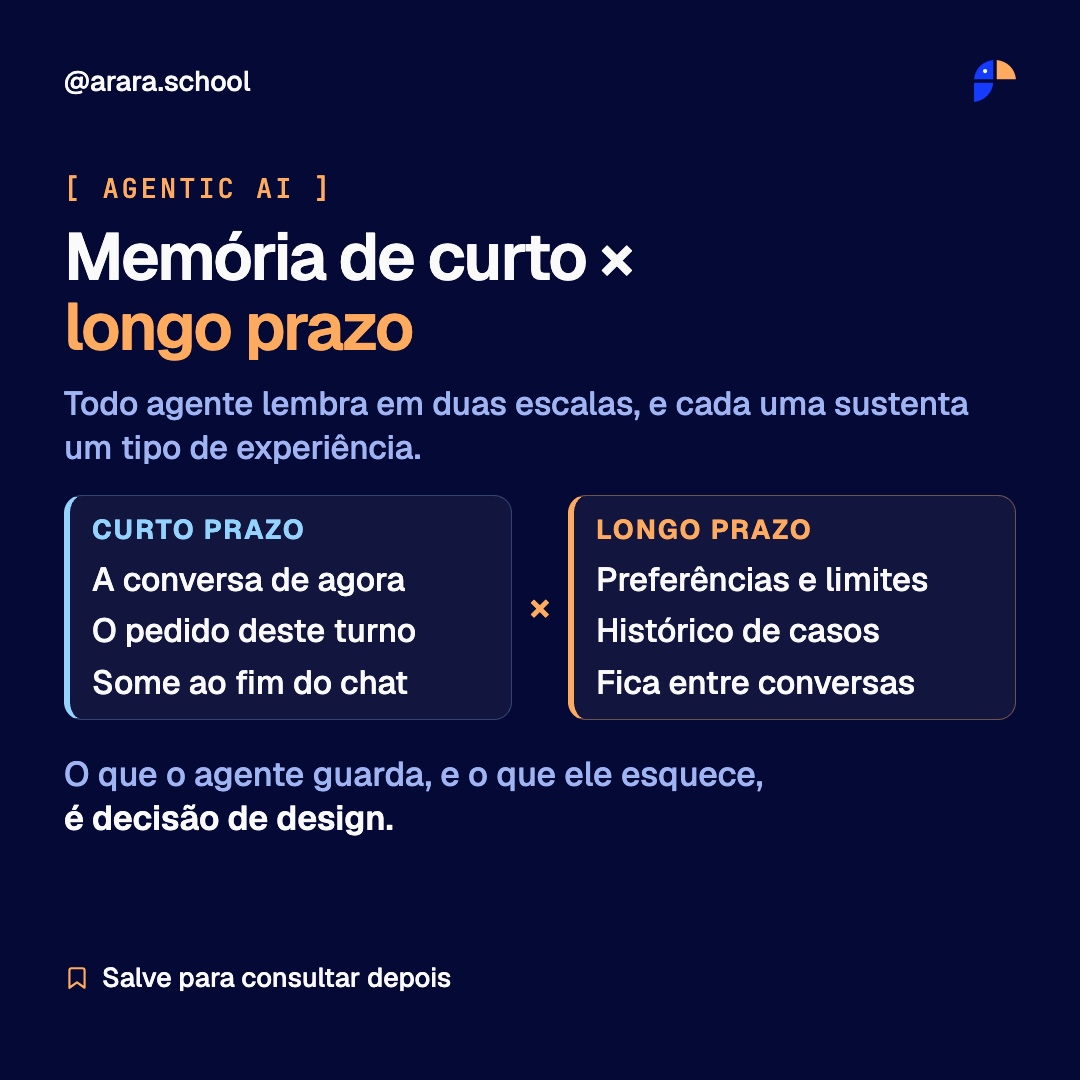 @arara.school
[ AGENTIC AI ]
Memória de curto ×
longo prazo
Todo agente lembra em duas escalas, e cada uma sustenta
um tipo de experiência.
CURTO PRAZO
A conversa de agora
O pedido deste turno
Some ao fim do chat
×
LONGO PRAZO
Preferências e limites
Histórico de casos
Fica entre conversas
O que o agente guarda, e o que ele esquece,
é decisão de design.
Salve para consultar depois